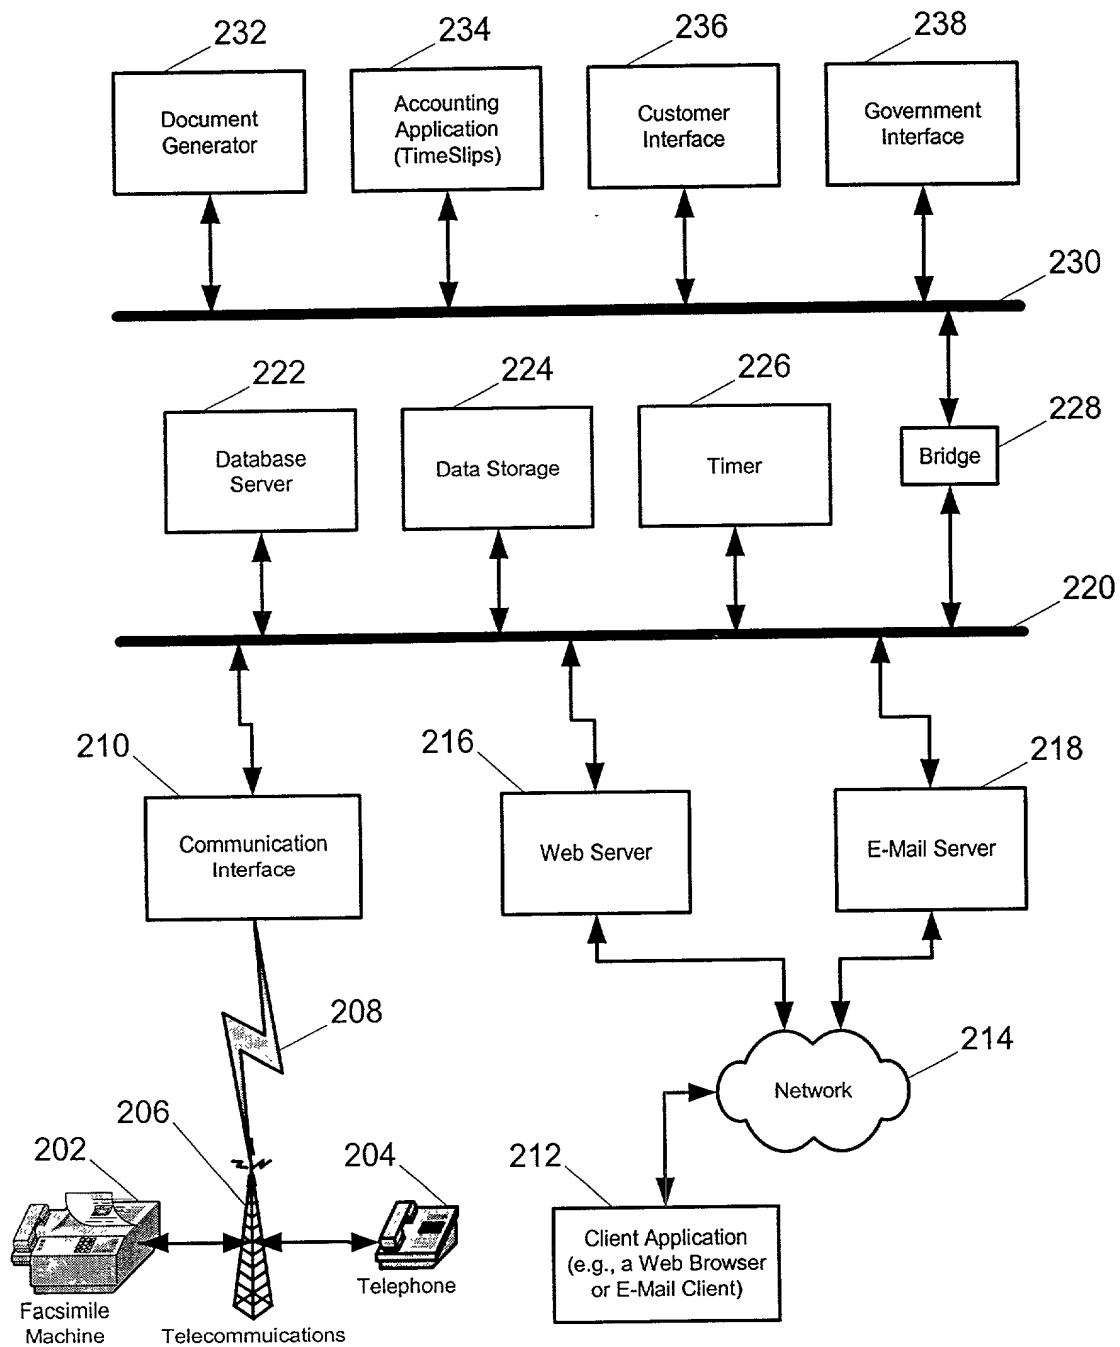 232
234
236
238
Document
Generator
Accounting
Application
(TimeSlips)
Customer
Interface
Government
Interface
230
222
224
226
228
Database
Server
Data Storage
Timer
Bridge
220
210
216
218
Communication
Interface
Web Server
E-Mail Server
208
214
Network
206
202
204
212
Client Application
(e.g., a Web Browser
or E-Mail Client)
Telephone
Facsimile
Machine
Telecommuications